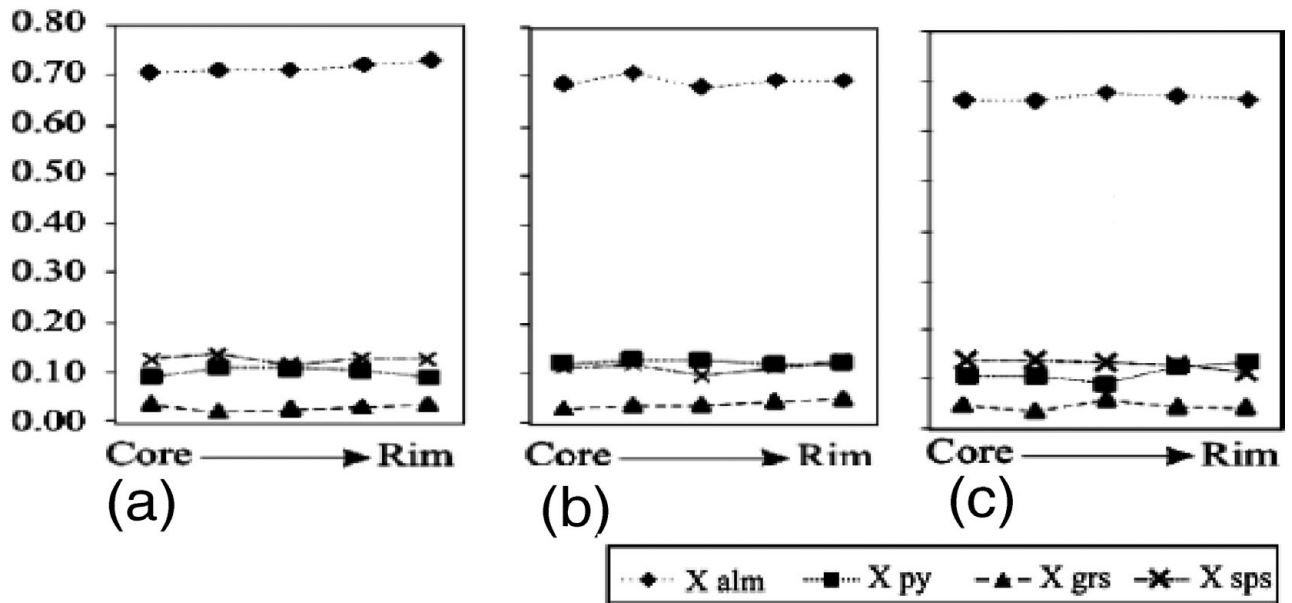 0.80
0.70
0.60
0.50
0.40
0.30
0.20
0.10
0.00
Core Rim
(a)
Core Rim
(b)
Core Rim
(c)
X alm X py X grs X sps